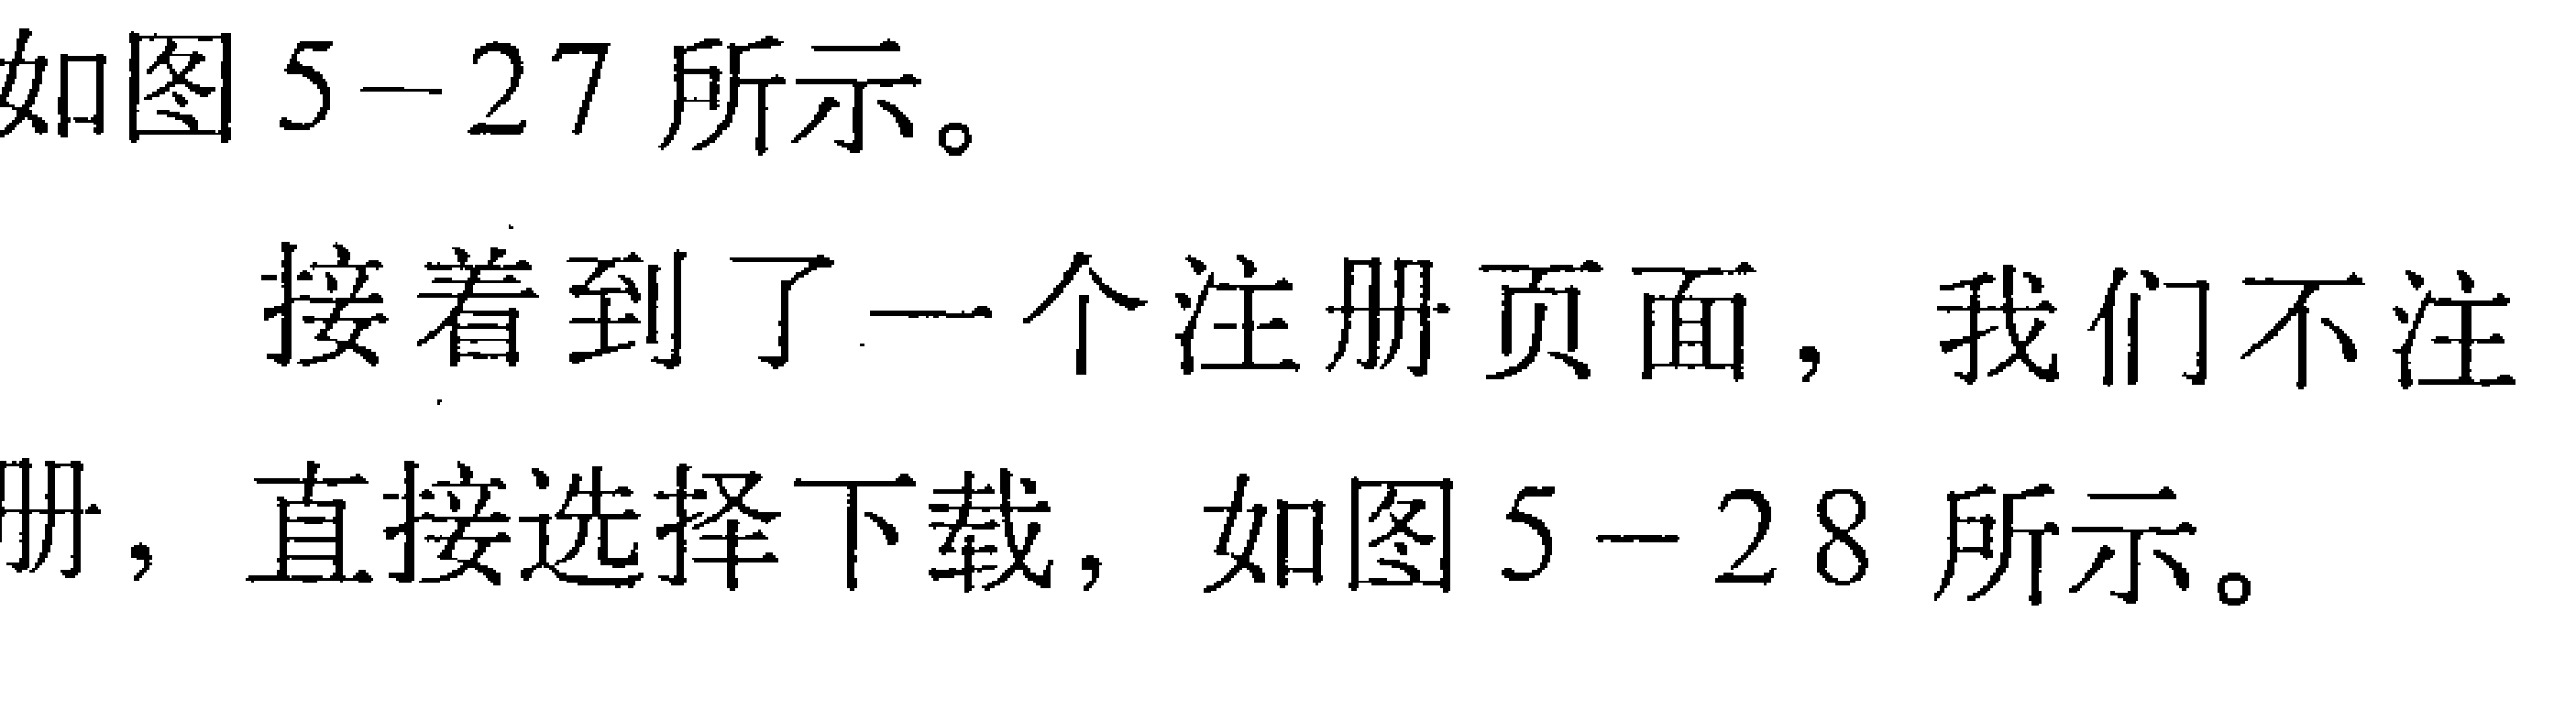 如图 5－27 所示。
接着到了一个注册页面，我们不注
册，直接选择下载，如图 5－28 所示。